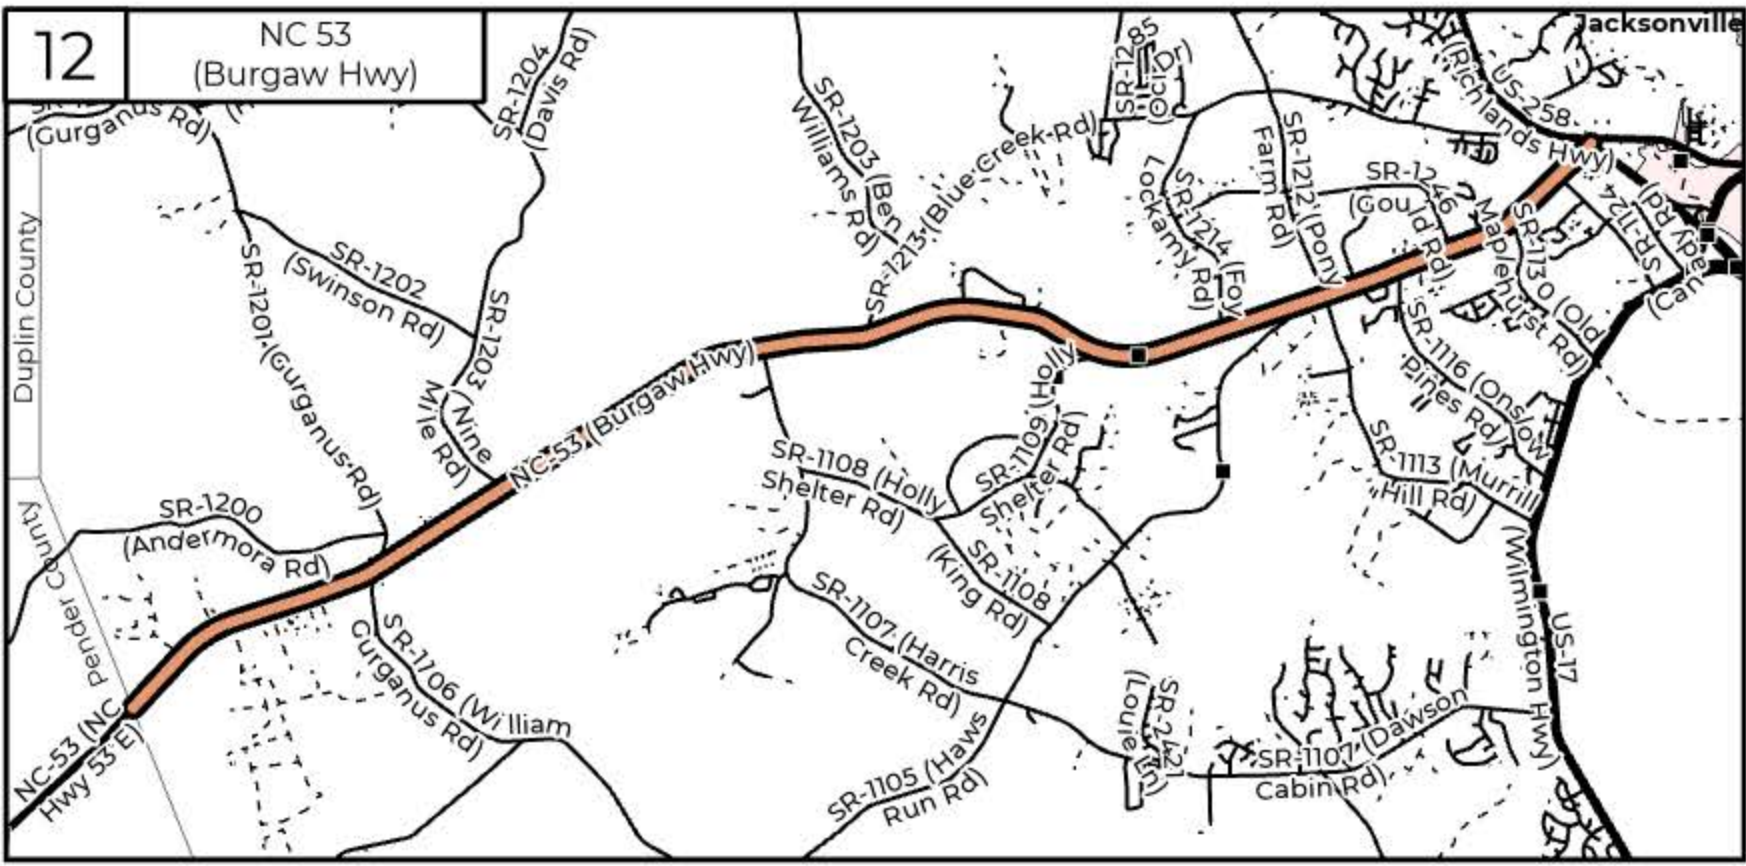 12
NC 53
(Burgaw Hwy)
Jacksonville
(Gurganus Rd)
SR-1204
(Davis Rd)
SR-1203 (Ben
Williams Rd)
SR-1213 (Blue Creek Rd)
SR-1285
US-258
(Richlands Hwy)
SR-1212 (Pony
Farm Rd)
SR-1246
(Gould Rd)
SR-1214 (Foy
Lockamy Rd)
SR-1130 (Old
Maplehurst Rd)
SR-1124
Duplin County
SR-1202
(Swinson Rd)
SR-1201 (Gurganus Rd)
SR-1203 (Nine
Mile Rd)
NC-53 (Burgaw Hwy)
SR-1116 (Onslow
Pines Rd)
SR-1113 (Murrill
Hill Rd)
SR-1109 (Holly
Shelter Rd)
SR-1108 (Holly
Shelter Rd)
SR-1108
(King Rd)
SR-1200
(Andermora Rd)
Pender County
SR-1706 (William
Gurganus Rd)
SR-1107 (Harris
Creek Rd)
US-17
(Wilmington Hwy)
SR-1107 (Dawson
Cabin Rd)
SR-1105 (Haws
Run Rd)
NC-53 (NC
Hwy 53 E)